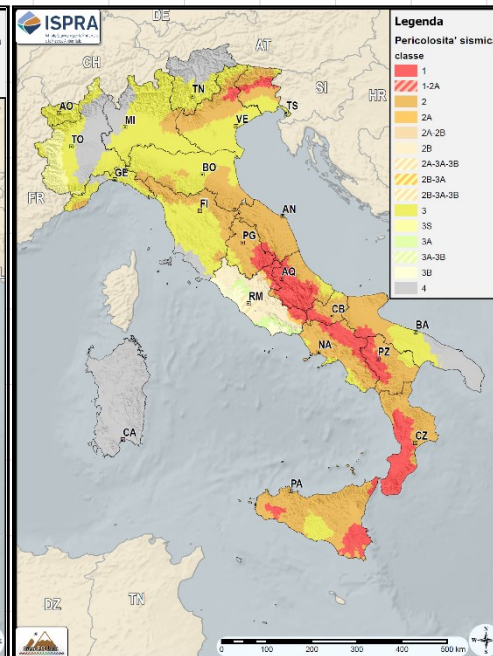 ISPRA
Legenda
Pericolosita' sismic
classe
1
1-2A
2
2A
2A-2B
2B
2A-3A-3B
2B-3A
2B-3A-3B
3
3S
3A
3A-3B
3B
4
DE
AT
CH
SI
HR
FR
AO
TO
MI
TN
TS
VE
GE
BO
FI
AN
PG
AQ
RM
CB
BA
NA
PZ
CA
CZ
PA
DZ
TN
0 100 200 300 400 500 km